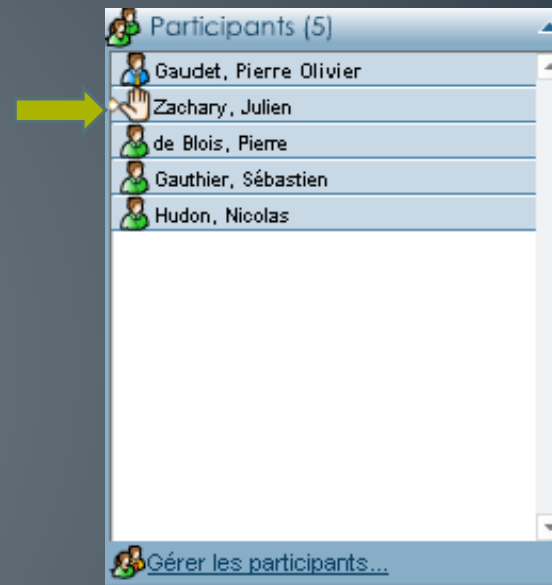 Participants (5)
Gaudet, Pierre Olivier
Zachary, Julien
de Blois, Pierre
Gauthier, Sébastien
Hudon, Nicolas
Gérer les participants...